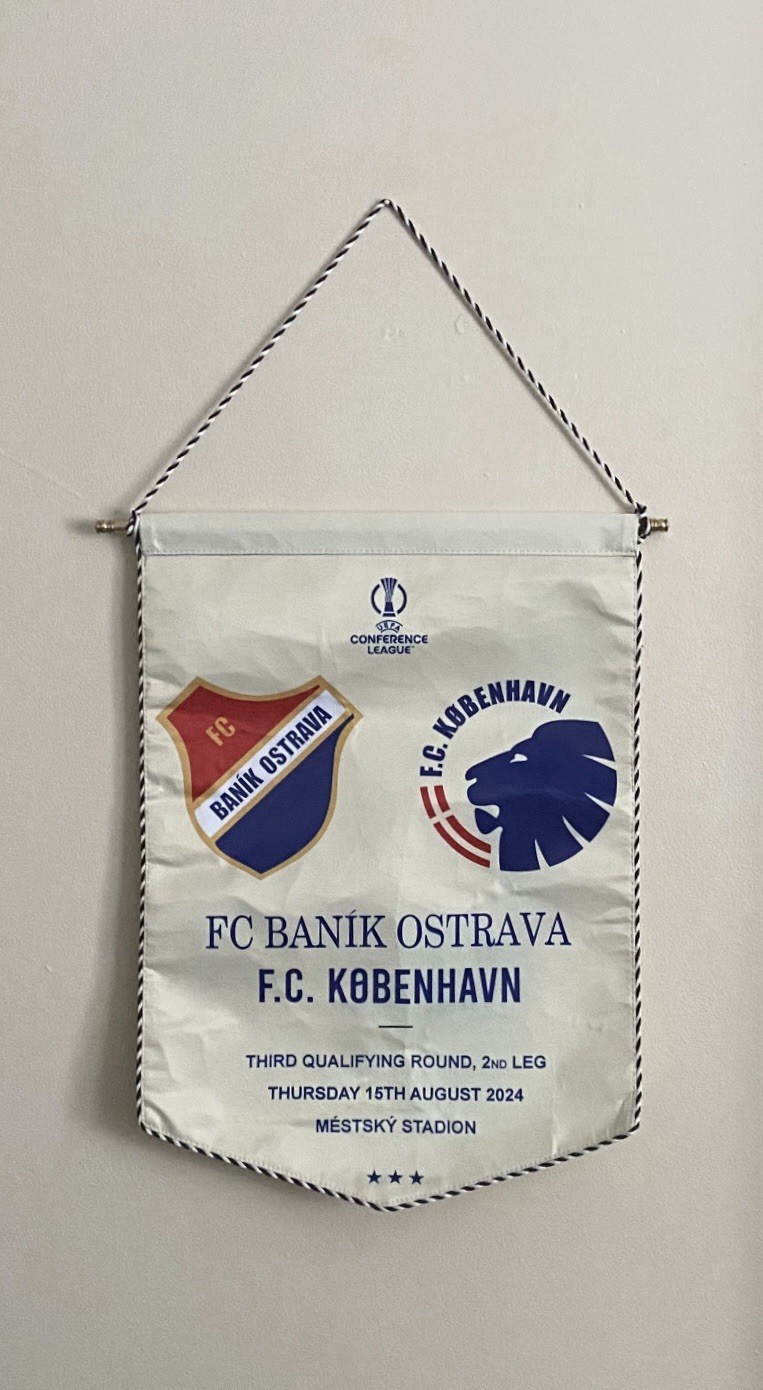 UEFA
CONFERENCE
LEAGUE™
FC
BANÍK OSTRAVA
F.C. KØBENHAVN
FC BANÍK OSTRAVA
F.C. KØBENHAVN
THIRD QUALIFYING ROUND, 2ND LEG
THURSDAY 15TH AUGUST 2024
MÉSTSKÝ STADION